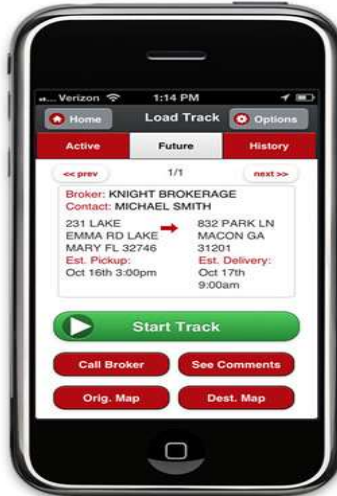 Verizon 1:14 PM
Home Load Track Options
Active Future History
<< prev 1/1 next >>
Broker: KNIGHT BROKERAGE
Contact: MICHAEL SMITH
231 LAKE
EMMA RD LAKE
MARY FL 32746
Est. Pickup:
Oct 16th 3:00pm
832 PARK LN
MACON GA
31201
Est. Delivery:
Oct 17th
9:00am
Start Track
Call Broker See Comments
Orig. Map Dest. Map